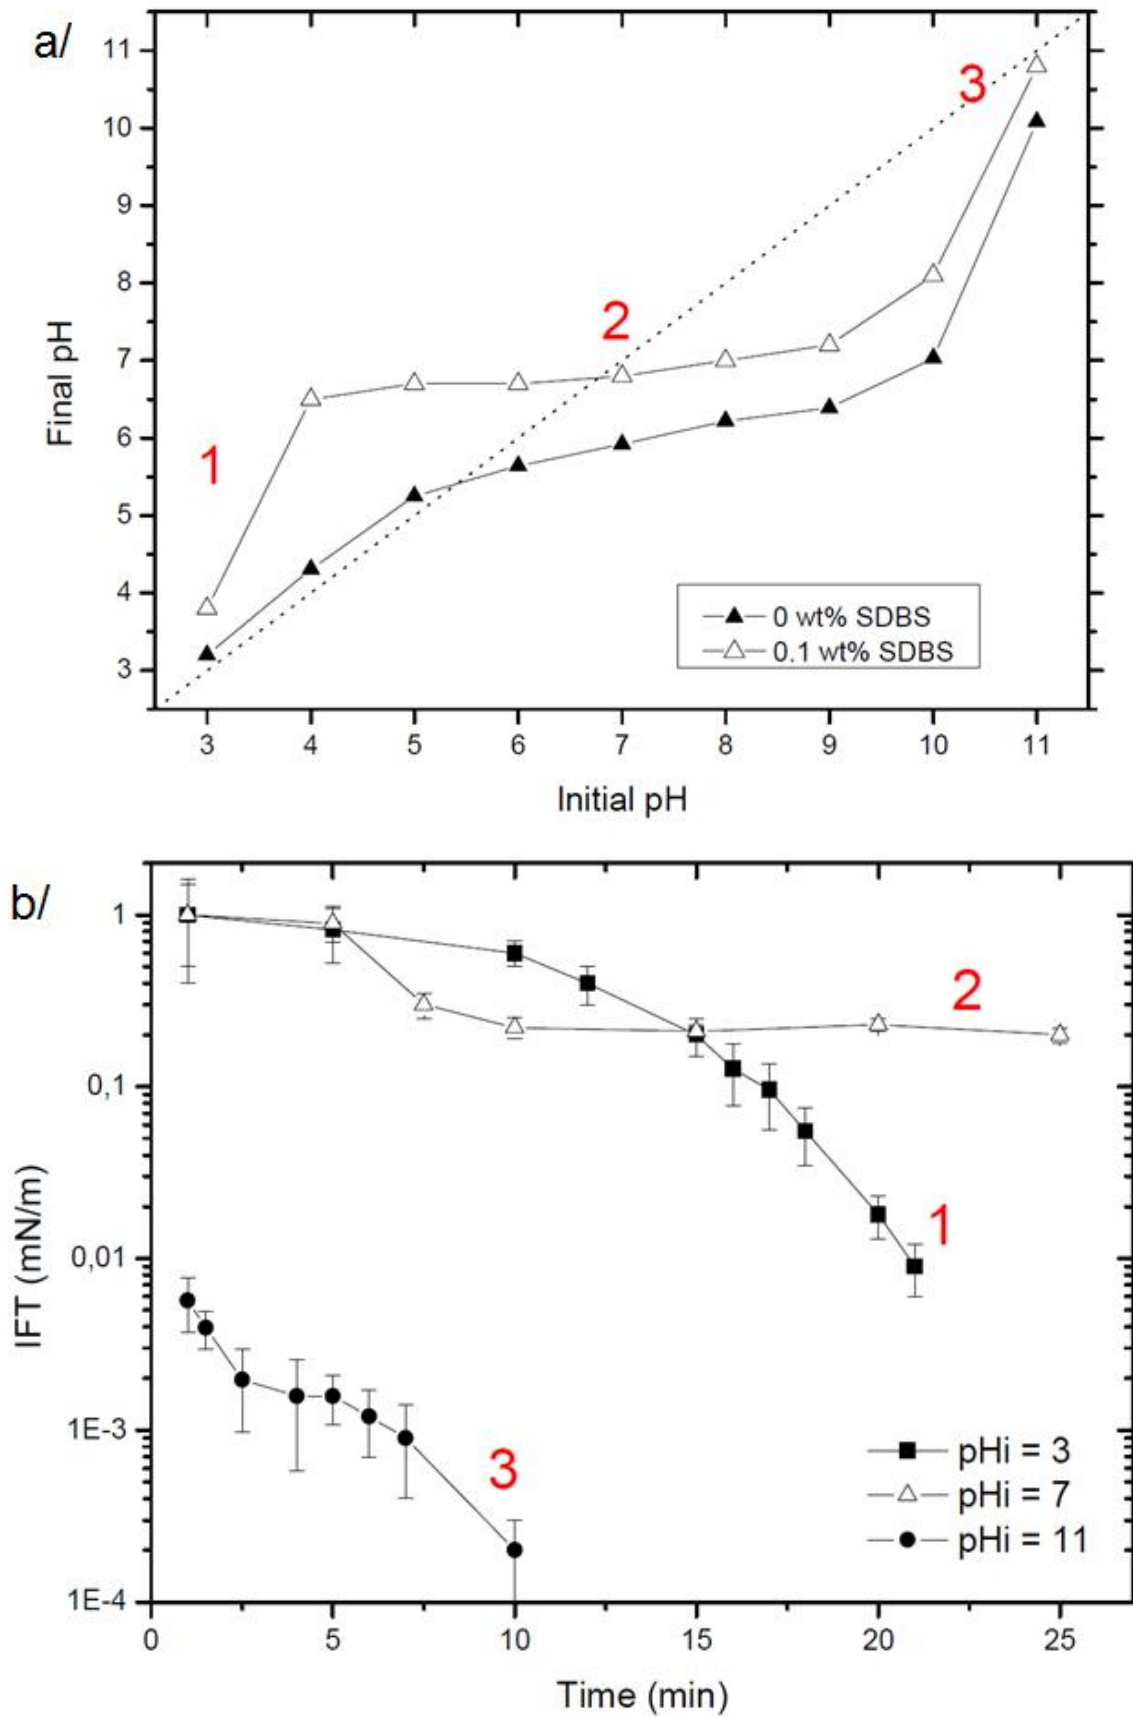 a/
11
10
9
8
7
6
5
4
3
Final pH
1
2
3
0 wt% SDBS
0.1 wt% SDBS
3 4 5 6 7 8 9 10 11
Initial pH
b/
1
0,1
0,01
1E-3
1E-4
IFT (mN/m)
2
1
3
pHi = 3
pHi = 7
pHi = 11
0 5 10 15 20 25
Time (min)